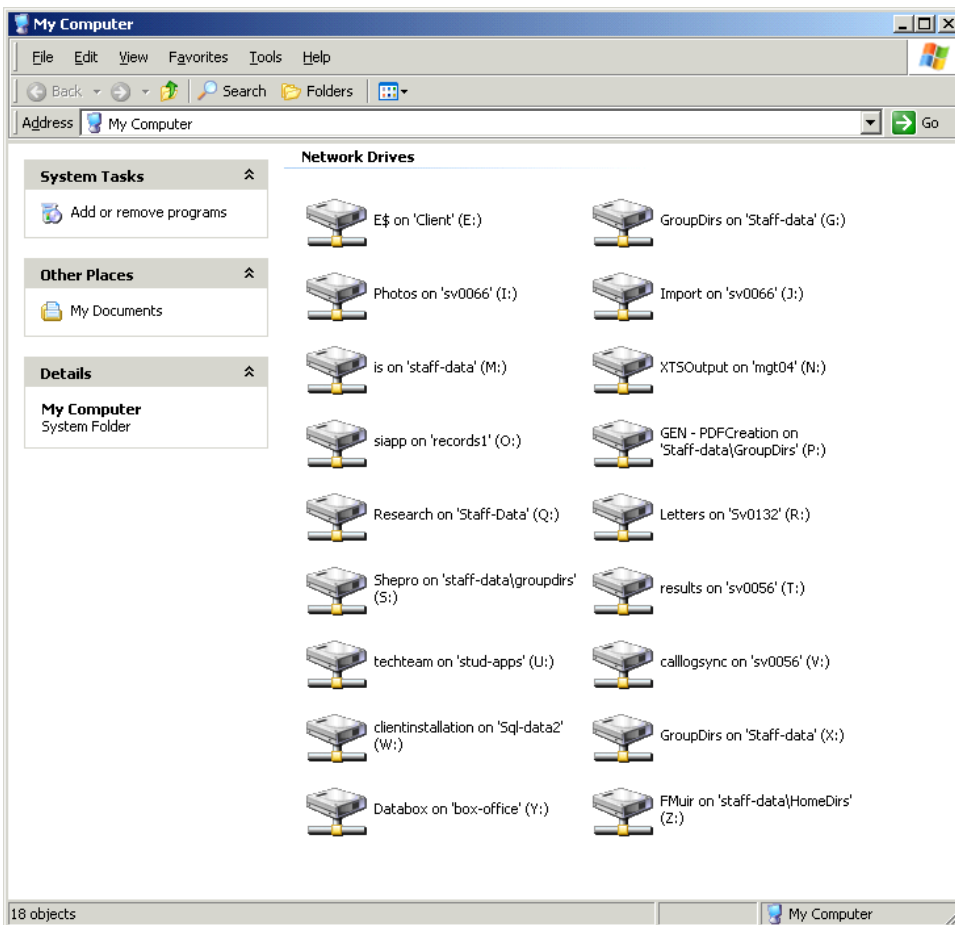 My Computer
File Edit View Favorites Tools Help
Back Search Folders
Address My Computer Go
System Tasks
Add or remove programs
Other Places
My Documents
Details
My Computer
System Folder
Network Drives
E$ on 'Client' (E:)
GroupDirs on 'Staff-data' (G:)
Photos on 'sv0066' (I:)
Import on 'sv0066' (J:)
is on 'staff-data' (M:)
XTSOutput on 'mgt04' (N:)
siapp on 'records1' (O:)
GEN - PDFCreation on
'Staff-data\GroupDirs' (P:)
Research on 'Staff-Data' (Q:)
Letters on 'Sv0132' (R:)
Shepro on 'staff-data\groupdirs'
(S:)
results on 'sv0056' (T:)
techteam on 'stud-apps' (U:)
calllogsync on 'sv0056' (V:)
clientinstallation on 'Sql-data2'
(W:)
GroupDirs on 'Staff-data' (X:)
Databox on 'box-office' (Y:)
FMuir on 'staff-data\HomeDirs'
(Z:)
18 objects
My Computer